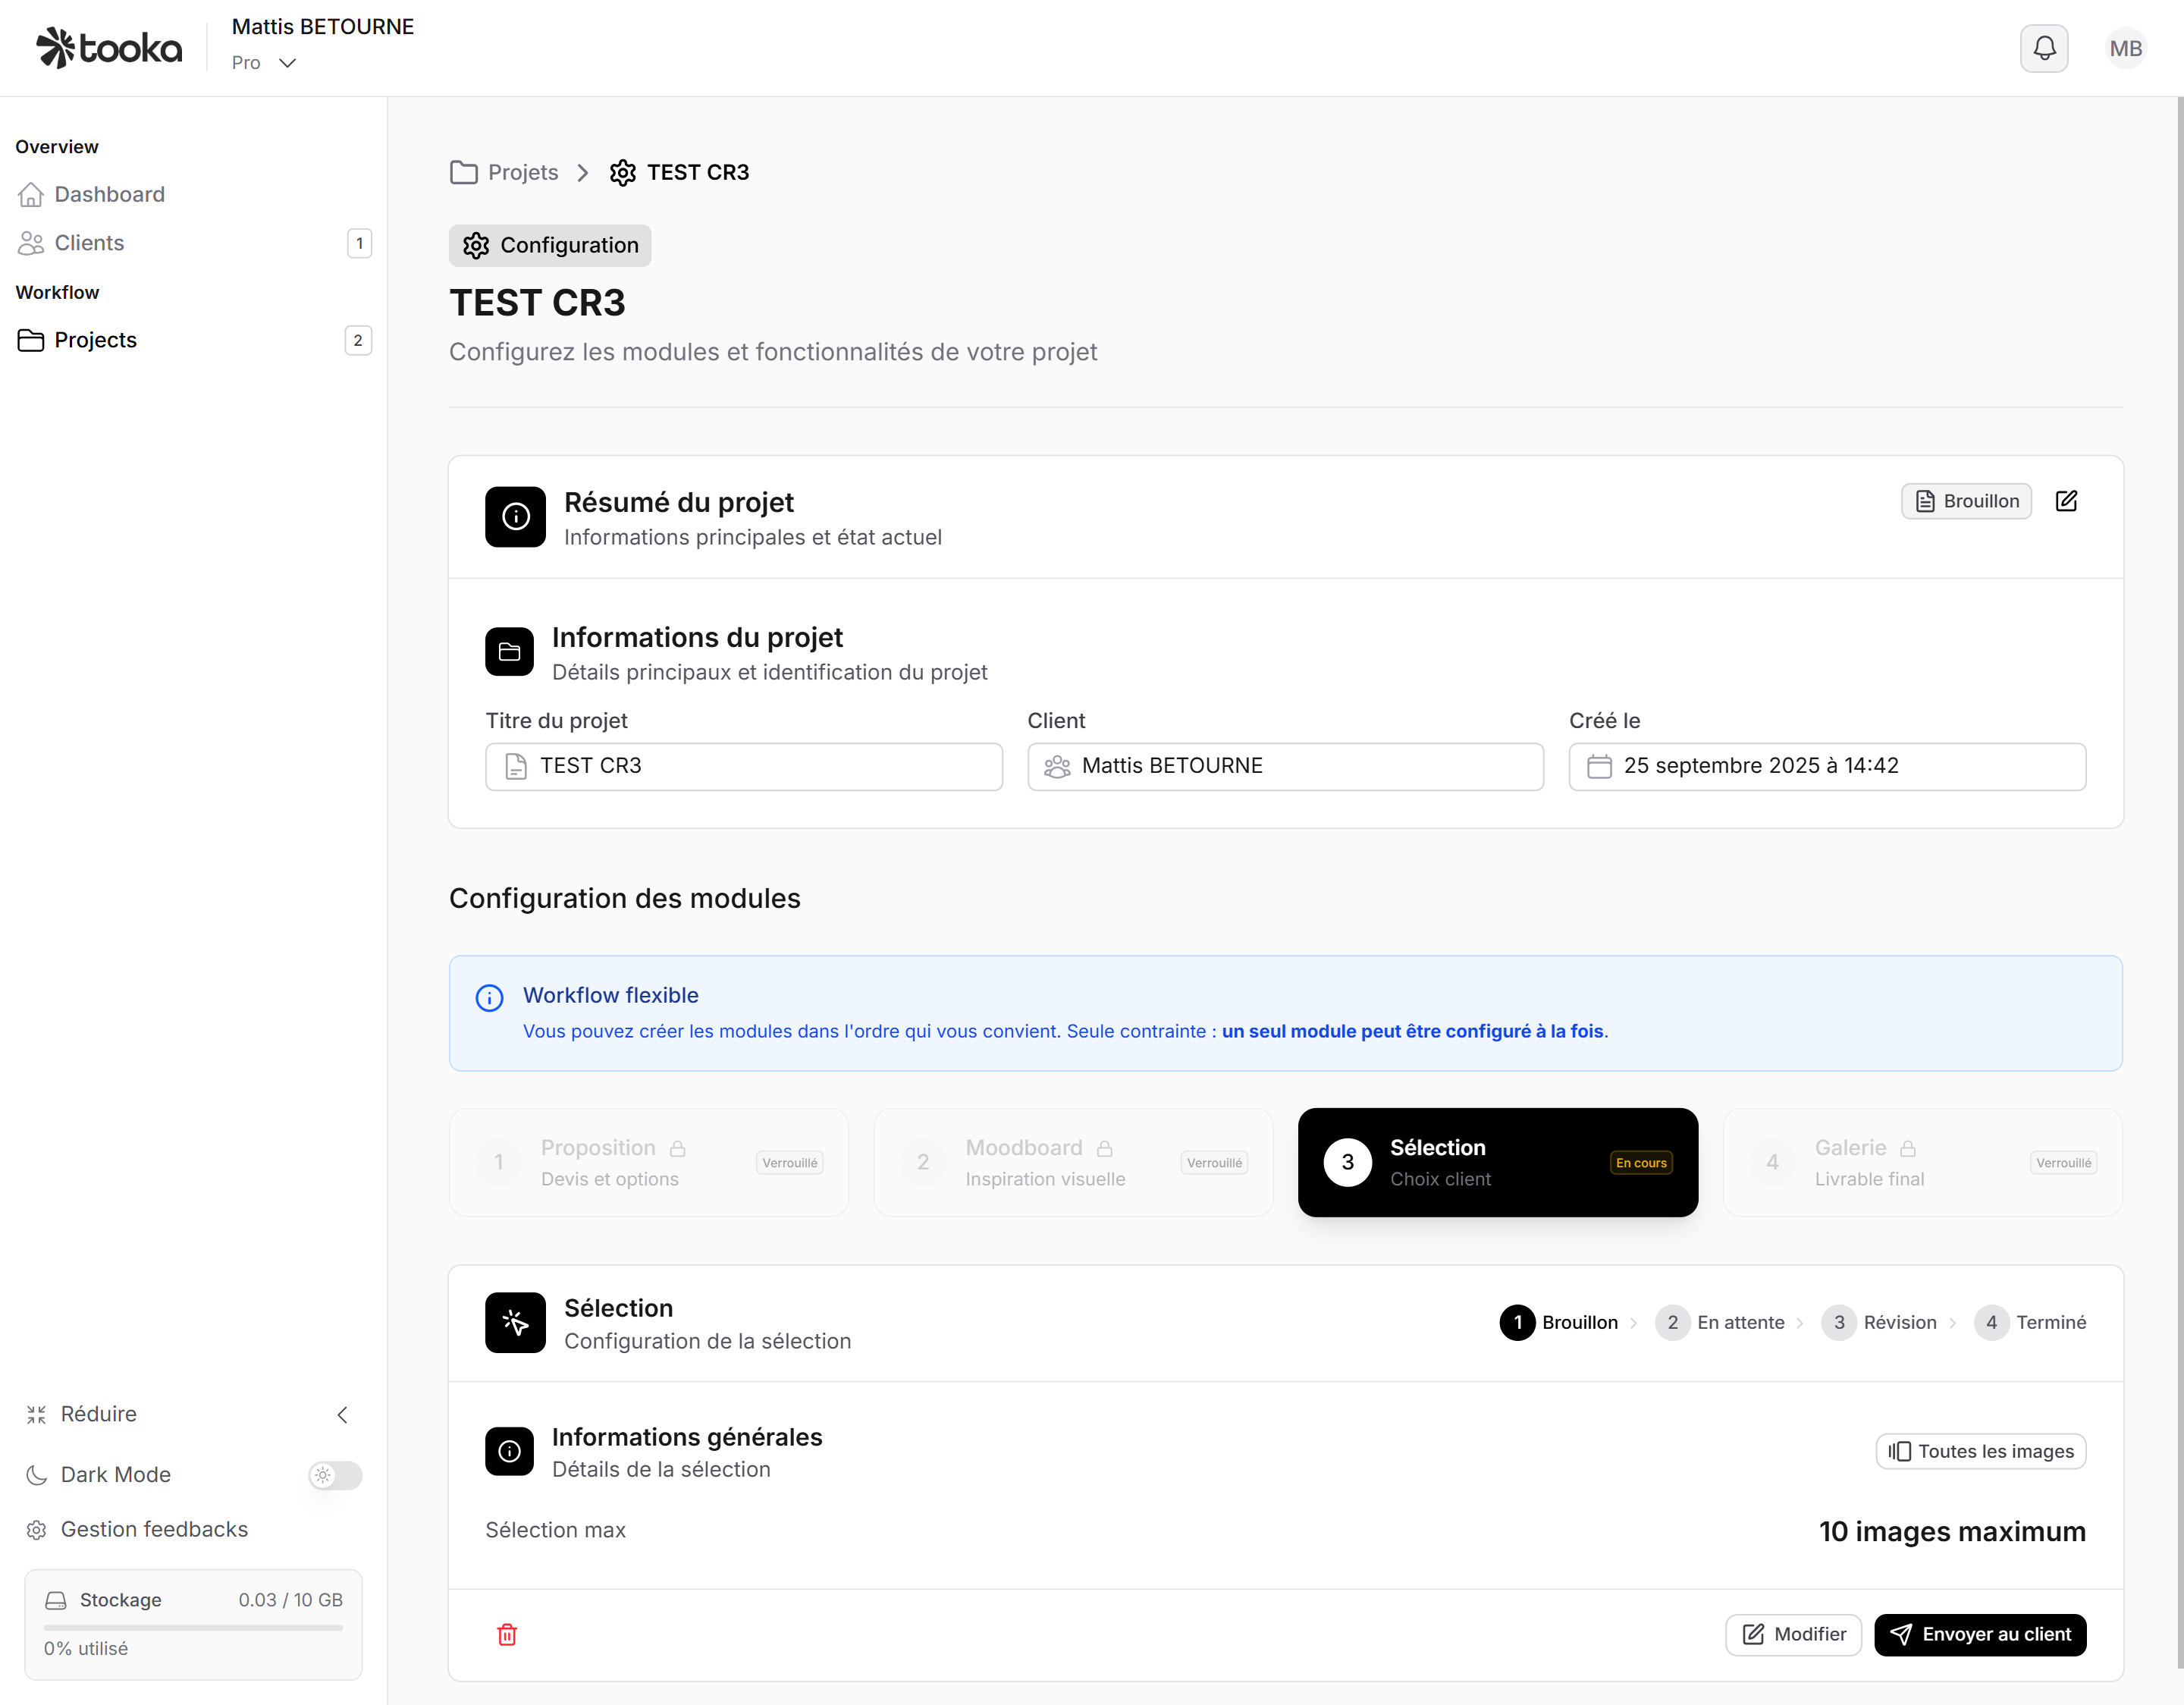 tooka
Mattis BETOURNE
Pro
MB
Overview
Dashboard
Clients
1
Workflow
Projects
2
Réduire
Dark Mode
Gestion feedbacks
Stockage
0.03 / 10 GB
0% utilisé
Projets
TEST CR3
Configuration
TEST CR3
Configurez les modules et fonctionnalités de votre projet
Résumé du projet
Informations principales et état actuel
Brouillon
Informations du projet
Détails principaux et identification du projet
Titre du projet
TEST CR3
Client
Mattis BETOURNE
Créé le
25 septembre 2025 à 14:42
Configuration des modules
Workflow flexible
Vous pouvez créer les modules dans l'ordre qui vous convient. Seule contrainte : un seul module peut être configuré à la fois.
1
Proposition
Devis et options
Verrouillé
2
Moodboard
Inspiration visuelle
Verrouillé
3
Sélection
Choix client
En cours
4
Galerie
Livrable final
Verrouillé
Sélection
Configuration de la sélection
1 Brouillon
2 En attente
3 Révision
4 Terminé
Informations générales
Détails de la sélection
Toutes les images
Sélection max
10 images maximum
Modifier
Envoyer au client